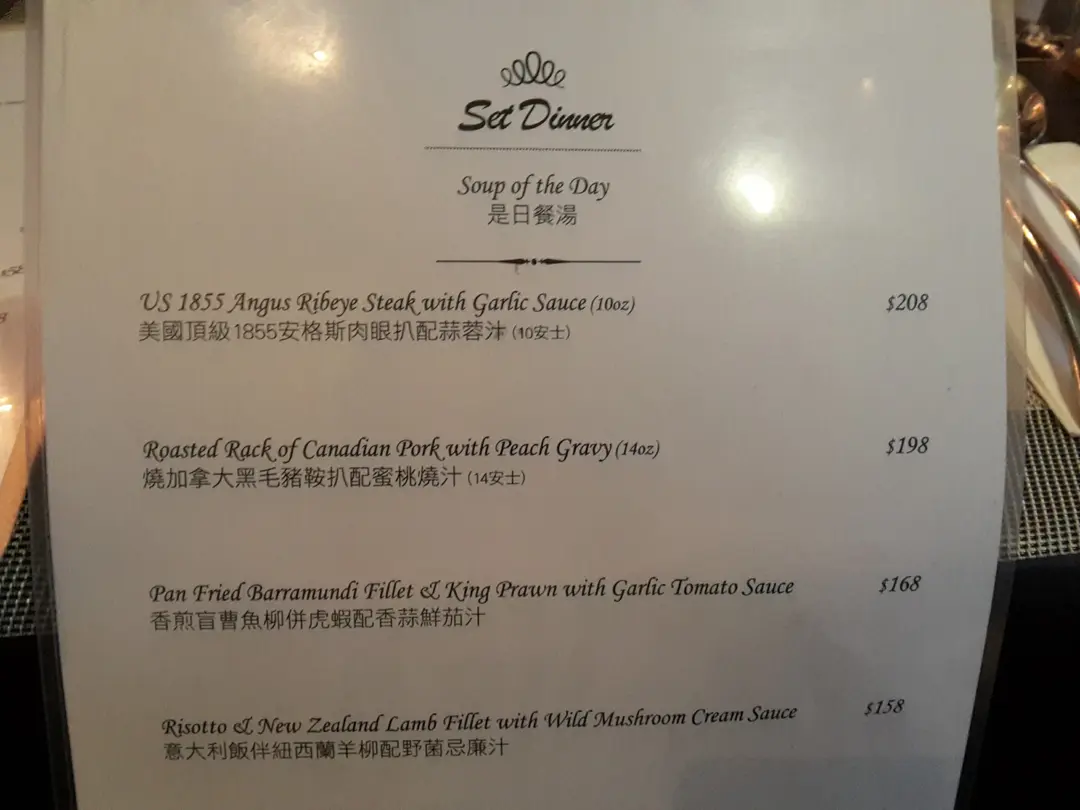 Set Dinner
Soup of the Day
是日餐湯
US 1855 Angus Ribeye Steak with Garlic Sauce (10oz) $208
美國頂級1855安格斯肉眼扒配蒜蓉汁 (10安士)
Roasted Rack of Canadian Pork with Peach Gravy (14oz) $198
燒加拿大黑毛豬鞍扒配蜜桃燒汁 (14安士)
Pan Fried Barramundi Fillet & King Prawn with Garlic Tomato Sauce $168
香煎盲曹魚柳併虎蝦配香蒜鮮茄汁
Risotto & New Zealand Lamb Fillet with Wild Mushroom Cream Sauce $158
意大利飯伴紐西蘭羊柳配野菌忌廉汁